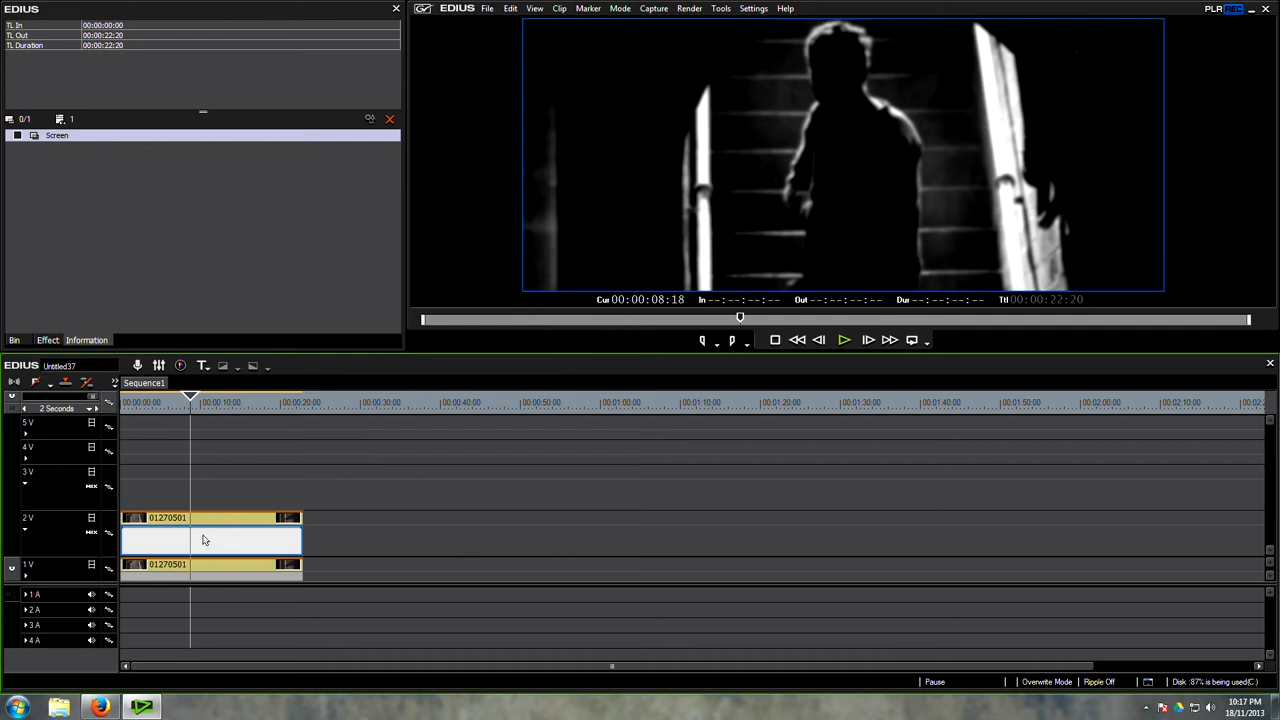 EDIUS
TL In 00:00:00:00
TL Out 00:00:22:20
TL Duration 00:00:22:20
0/1 1
Screen
Bin Effect Information
EDIUS File Edit View Clip Marker Mode Capture Render Tools Settings Help PLR REC
Cur 00:00:08:18 In --:--:--:-- Out --:--:--:-- Dur --:--:--:-- Ttl 00:00:22:20
EDIUS Untitled37
Sequence1
2 Seconds
00:00:00:00 00:00:10:00 00:00:20:00 00:00:30:00 00:00:40:00 00:00:50:00 00:01:00:00 00:01:10:00 00:01:20:00 00:01:30:00 00:01:40:00 00:01:50:00 00:02:00:00 00:02:10:00 00:02:2
5 V
4 V
3 V
MIX
2 V 01270501
MIX
1 V 01270501
1 A
2 A
3 A
4 A
Pause Overwrite Mode Ripple Off Disk :87% is being used(C:)
10:17 PM
18/11/2013